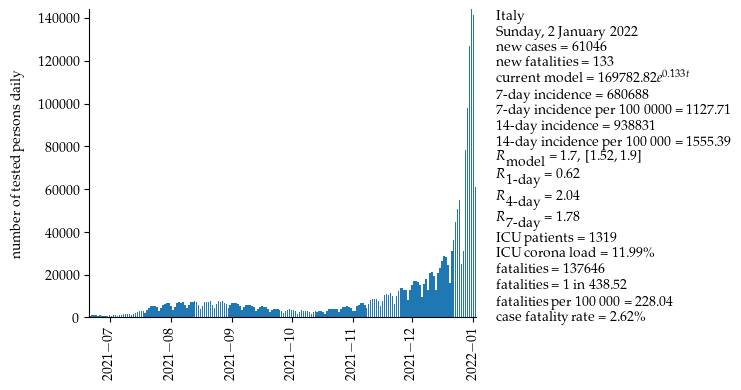 140000
120000
100000
80000
60000
40000
20000
0
number of tested persons daily
2021-07
2021-08
2021-09
2021-10
2021-11
2021-12
2022-01
Italy
Sunday, 2 January 2022
new cases = 61046
new fatalities = 133
current model = 169782.82e^0.133t
7-day incidence = 680688
7-day incidence per 100 0000 = 1127.71
14-day incidence = 938831
14-day incidence per 100 000 = 1555.39
Rmodel = 1.7, [1.52, 1.9]
R1-day = 0.62
R4-day = 2.04
R7-day = 1.78
ICU patients = 1319
ICU corona load = 11.99%
fatalities = 137646
fatalities = 1 in 438.52
fatalities per 100 000 = 228.04
case fatality rate = 2.62%